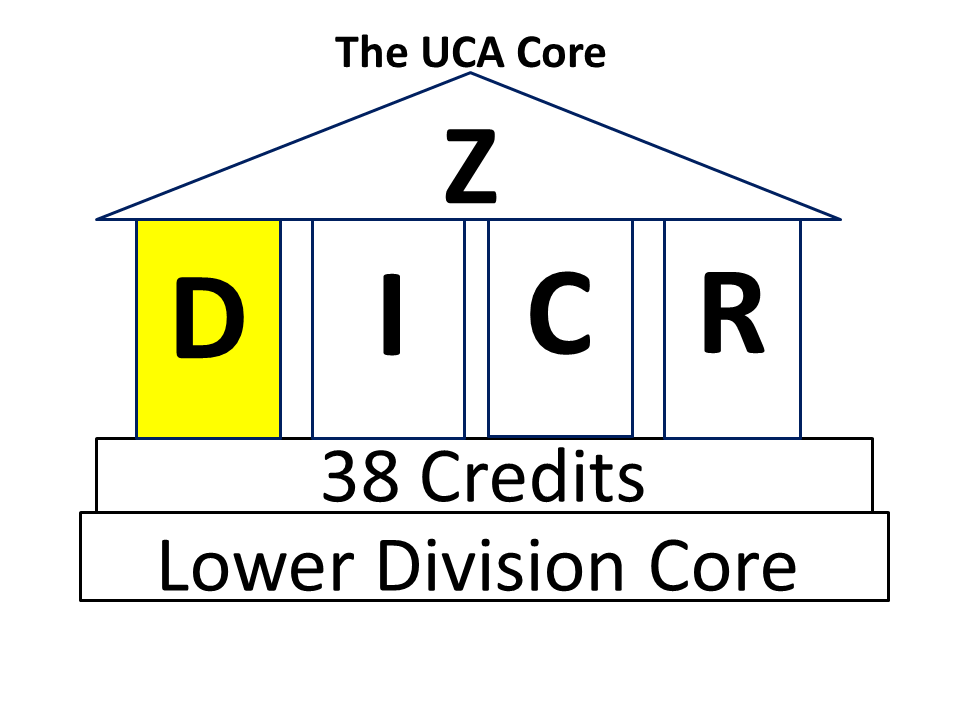 The UCA Core
Z
D I C R
38 Credits
Lower Division Core